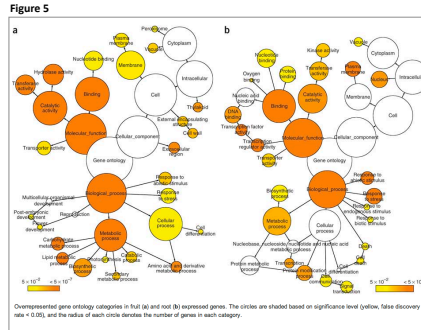 Figure 5
a
Peroxisome
Plasma
membrane
Cytoplasm
Nucleotide binding
Vacuole
Membrane
Hydrolase activity
Intracellular
Transferase
activity
Binding
Cell
Catalytic
activity
Thylakoid
External encapsulating
structure
Molecular_function
Cell wall
Cellular_component
Transporter activity
Extracellular
region
Gene ontology
Response to
abiotic stimulus
Biological_process
Response
to stress
Multicellular organismal
development
Reproduction
Post-embryonic
development
Cellular
process
Cell
differentiation
Metabolic
process
Carbohydrate
metabolic process
Lipid metabolic
process
Biosynthetic
process
Catabolic
process
Secondary
metabolic process
Amino acid and derivative
metabolic process
b
Kinase activity
Vacuole
Nucleotide
binding
Transferase
activity
Cytoplasm
Protein
binding
Plasma
membrane
Oxygen
binding
Nucleus
Intracellular
Nucleic acid
binding
Catalytic
activity
Membrane
Binding
Cell
DNA
binding
Transcription factor
activity
Molecular_function
Cellular_component
Transcription
regulator activity
Transporter
activity
Gene ontology
Response to
abiotic stimulus
Biosynthetic
process
Biological_process
Response
to stress
Response to
endogenous stimulus
Response to
biotic stimulus
Metabolic
process
Cellular
process
Nucleobase, nucleoside, nucleotide and nucleic acid
metabolic process
Death
Cell
death
Transcription
Protein metabolic
process
Protein modification
process
Cell
differentiation
Cell
communication
Signal
transduction
Overrepresented gene ontology categories in fruit (a) and root (b) expressed genes. The circles are shaded based on significance level (yellow, false discovery
rate < 0.05), and the radius of each circle denotes the number of genes in each category.